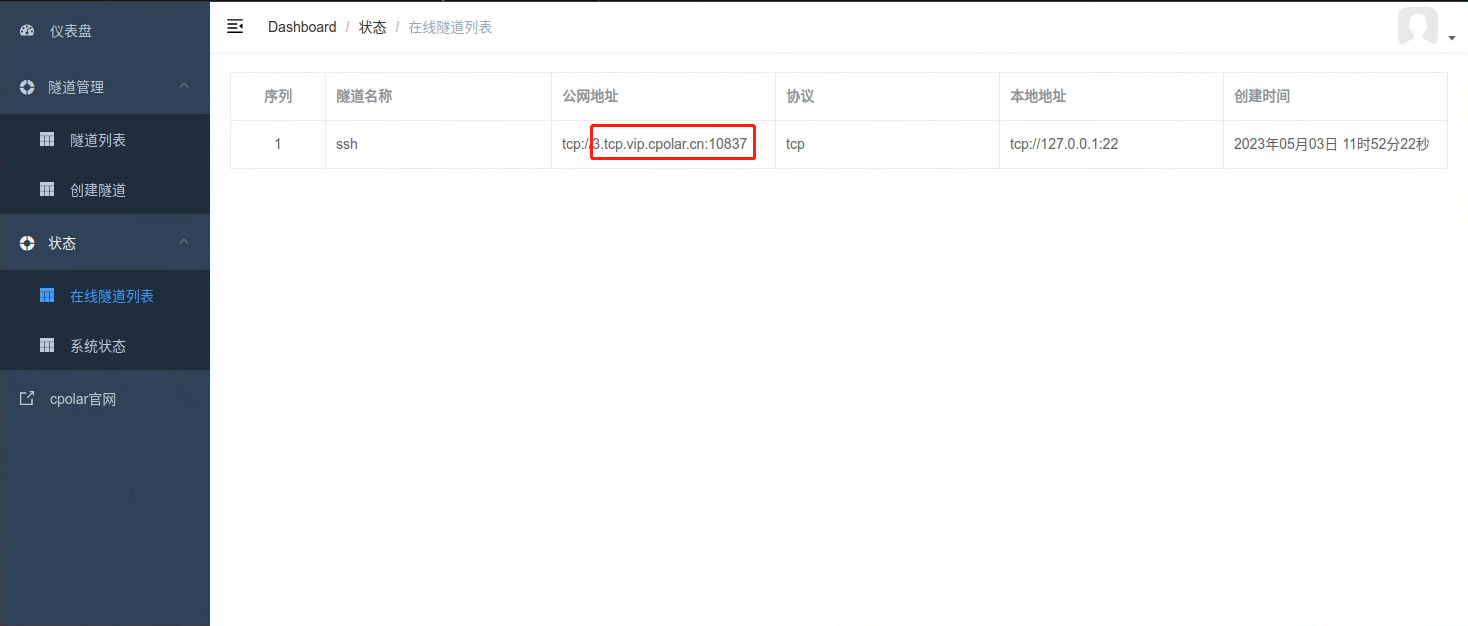 仪表盘
隧道管理
隧道列表
创建隧道
状态
在线隧道列表
系统状态
cpolar官网
Dashboard / 状态 / 在线隧道列表
序列 隧道名称 公网地址 协议 本地地址 创建时间
1 ssh tcp://3.tcp.vip.cpolar.cn:10837 tcp tcp://127.0.0.1:22 2023年05月03日 11时52分22秒